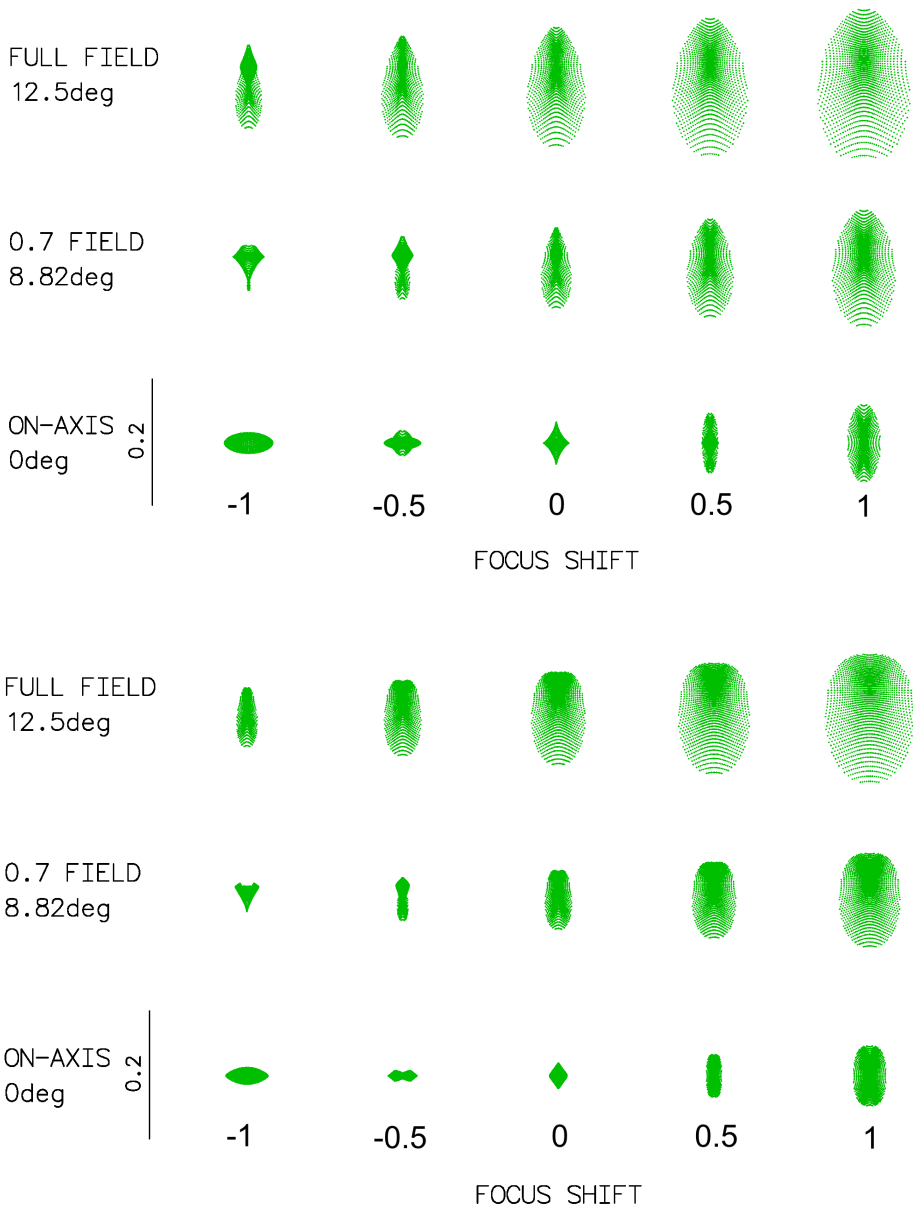 FULL FIELD
12.5deg
0.7 FIELD
8.82deg
ON-AXIS
0deg
0.2
-1 -0.5 0 0.5 1
FOCUS SHIFT
FULL FIELD
12.5deg
0.7 FIELD
8.82deg
ON-AXIS
0deg
0.2
-1 -0.5 0 0.5 1
FOCUS SHIFT